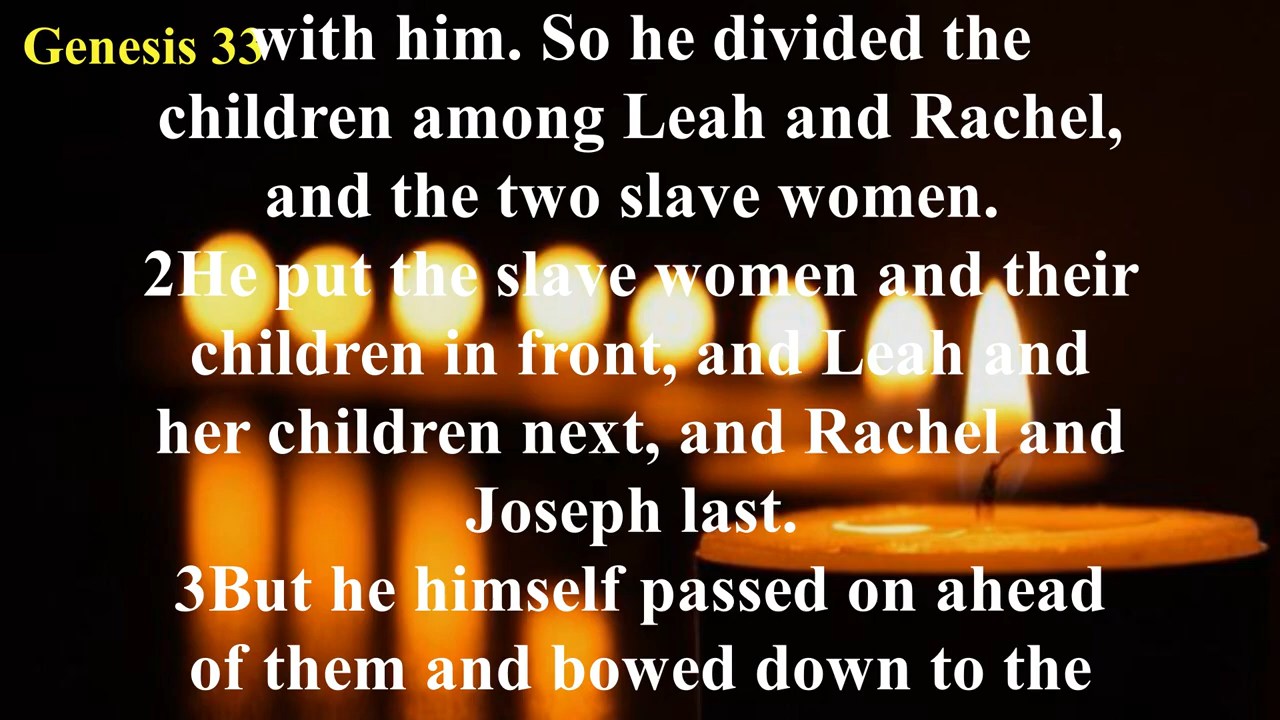 Genesis 33
with him. So he divided the
children among Leah and Rachel,
and the two slave women.
2He put the slave women and their
children in front, and Leah and
her children next, and Rachel and
Joseph last.
3But he himself passed on ahead
of them and bowed down to the